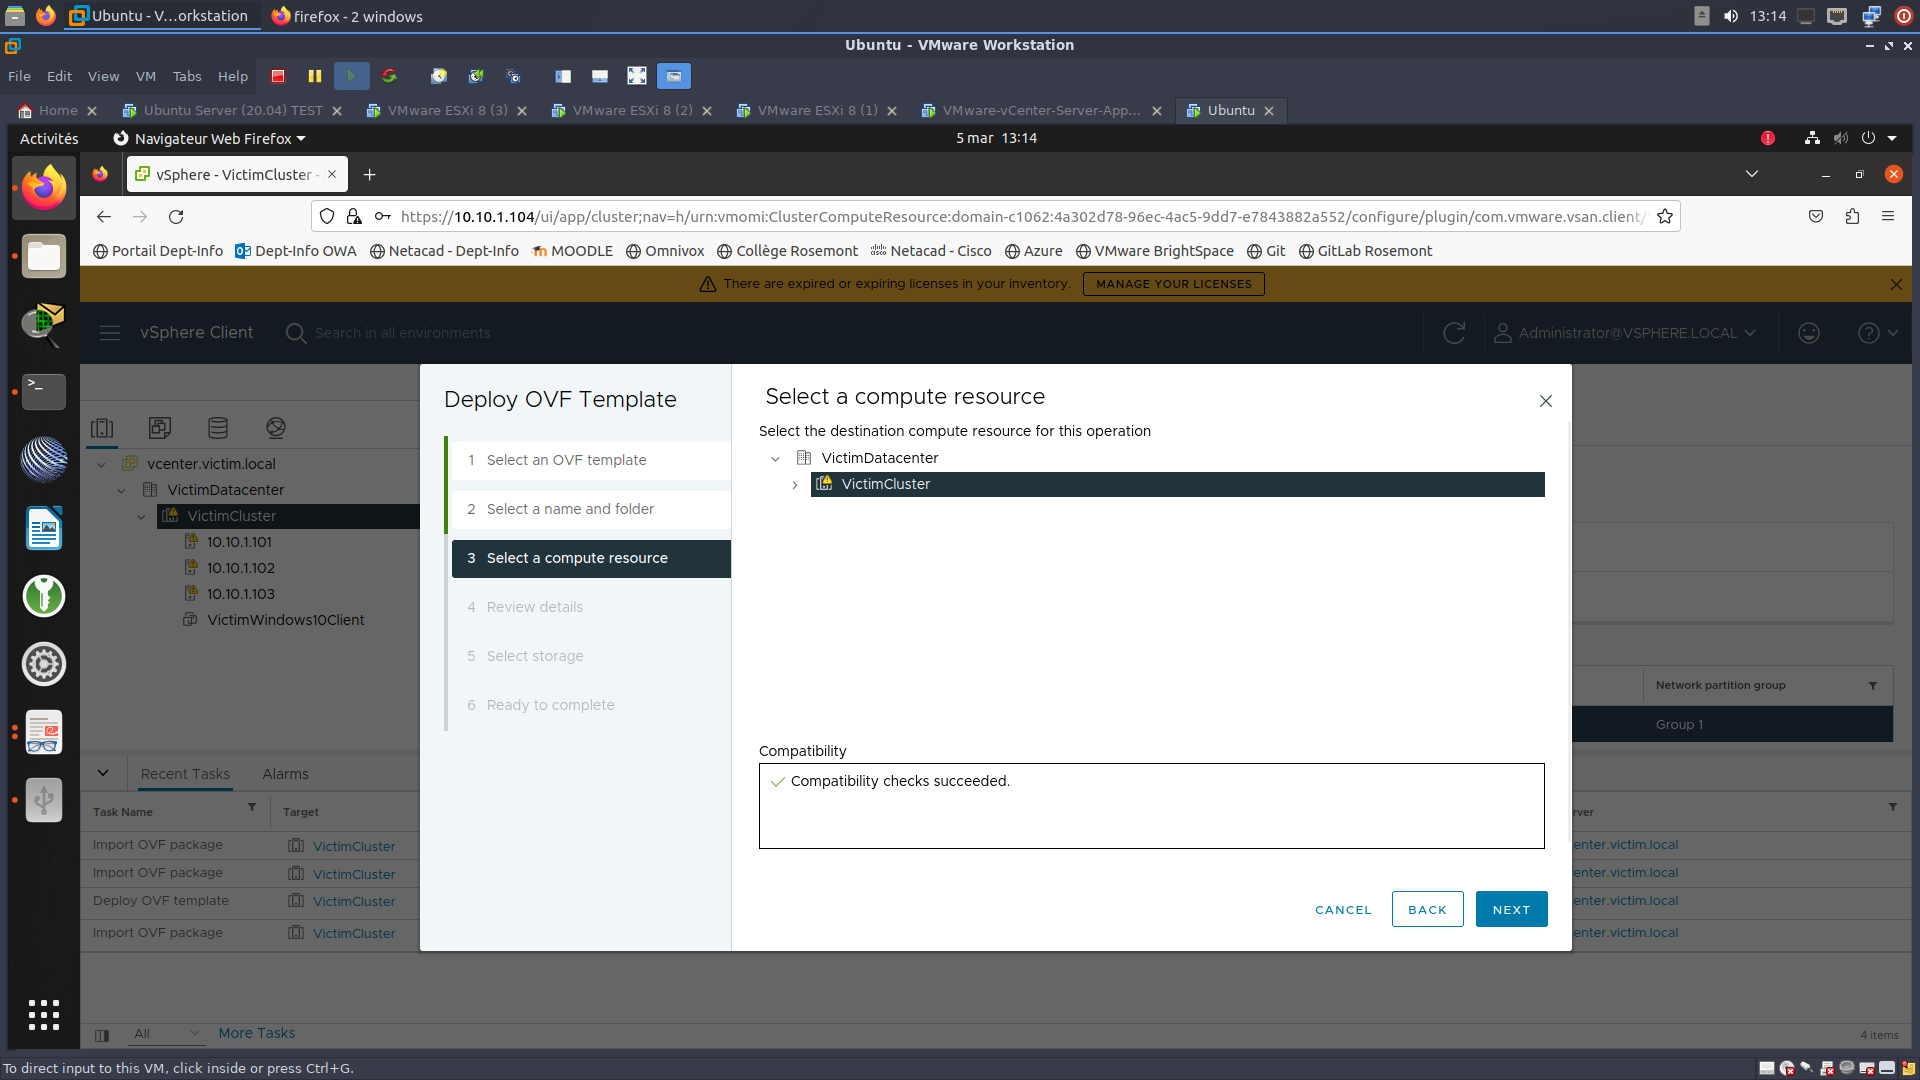 Ubuntu - V...orkstation
firefox - 2 windows
13:14
Ubuntu - VMware Workstation
File Edit View VM Tabs Help
Home
Ubuntu Server (20.04) TEST
VMware ESXi 8 (3)
VMware ESXi 8 (2)
VMware ESXi 8 (1)
VMware-vCenter-Server-App...
Ubuntu
Activités
Navigateur Web Firefox
5 mar 13:14
vSphere - VictimCluster -
https://10.10.1.104/ui/app/cluster;nav=h/urn:vmomi:ClusterComputeResource:domain-c1062:4a302d78-96ec-4ac5-9dd7-e7843882a552/configure/plugin/com.vmware.vsan.client/
Portail Dept-Info
Dept-Info OWA
Netacad - Dept-Info
MOODLE
Omnivox
Collège Rosemont
Netacad - Cisco
Azure
VMware BrightSpace
Git
GitLab Rosemont
There are expired or expiring licenses in your inventory.
MANAGE YOUR LICENSES
vSphere Client
Search in all environments
Administrator@VSPHERE.LOCAL
vcenter.victim.local
VictimDatacenter
VictimCluster
10.10.1.101
10.10.1.102
10.10.1.103
VictimWindows10Client
Deploy OVF Template
1 Select an OVF template
2 Select a name and folder
3 Select a compute resource
4 Review details
5 Select storage
6 Ready to complete
Select a compute resource
Select the destination compute resource for this operation
VictimDatacenter
VictimCluster
Compatibility
Compatibility checks succeeded.
CANCEL
BACK
NEXT
Network partition group
Group 1
Recent Tasks
Alarms
Task Name
Target
rver
Import OVF package
VictimCluster
enter.victim.local
Import OVF package
VictimCluster
enter.victim.local
Deploy OVF template
VictimCluster
enter.victim.local
Import OVF package
VictimCluster
enter.victim.local
All
More Tasks
4 items
To direct input to this VM, click inside or press Ctrl+G.